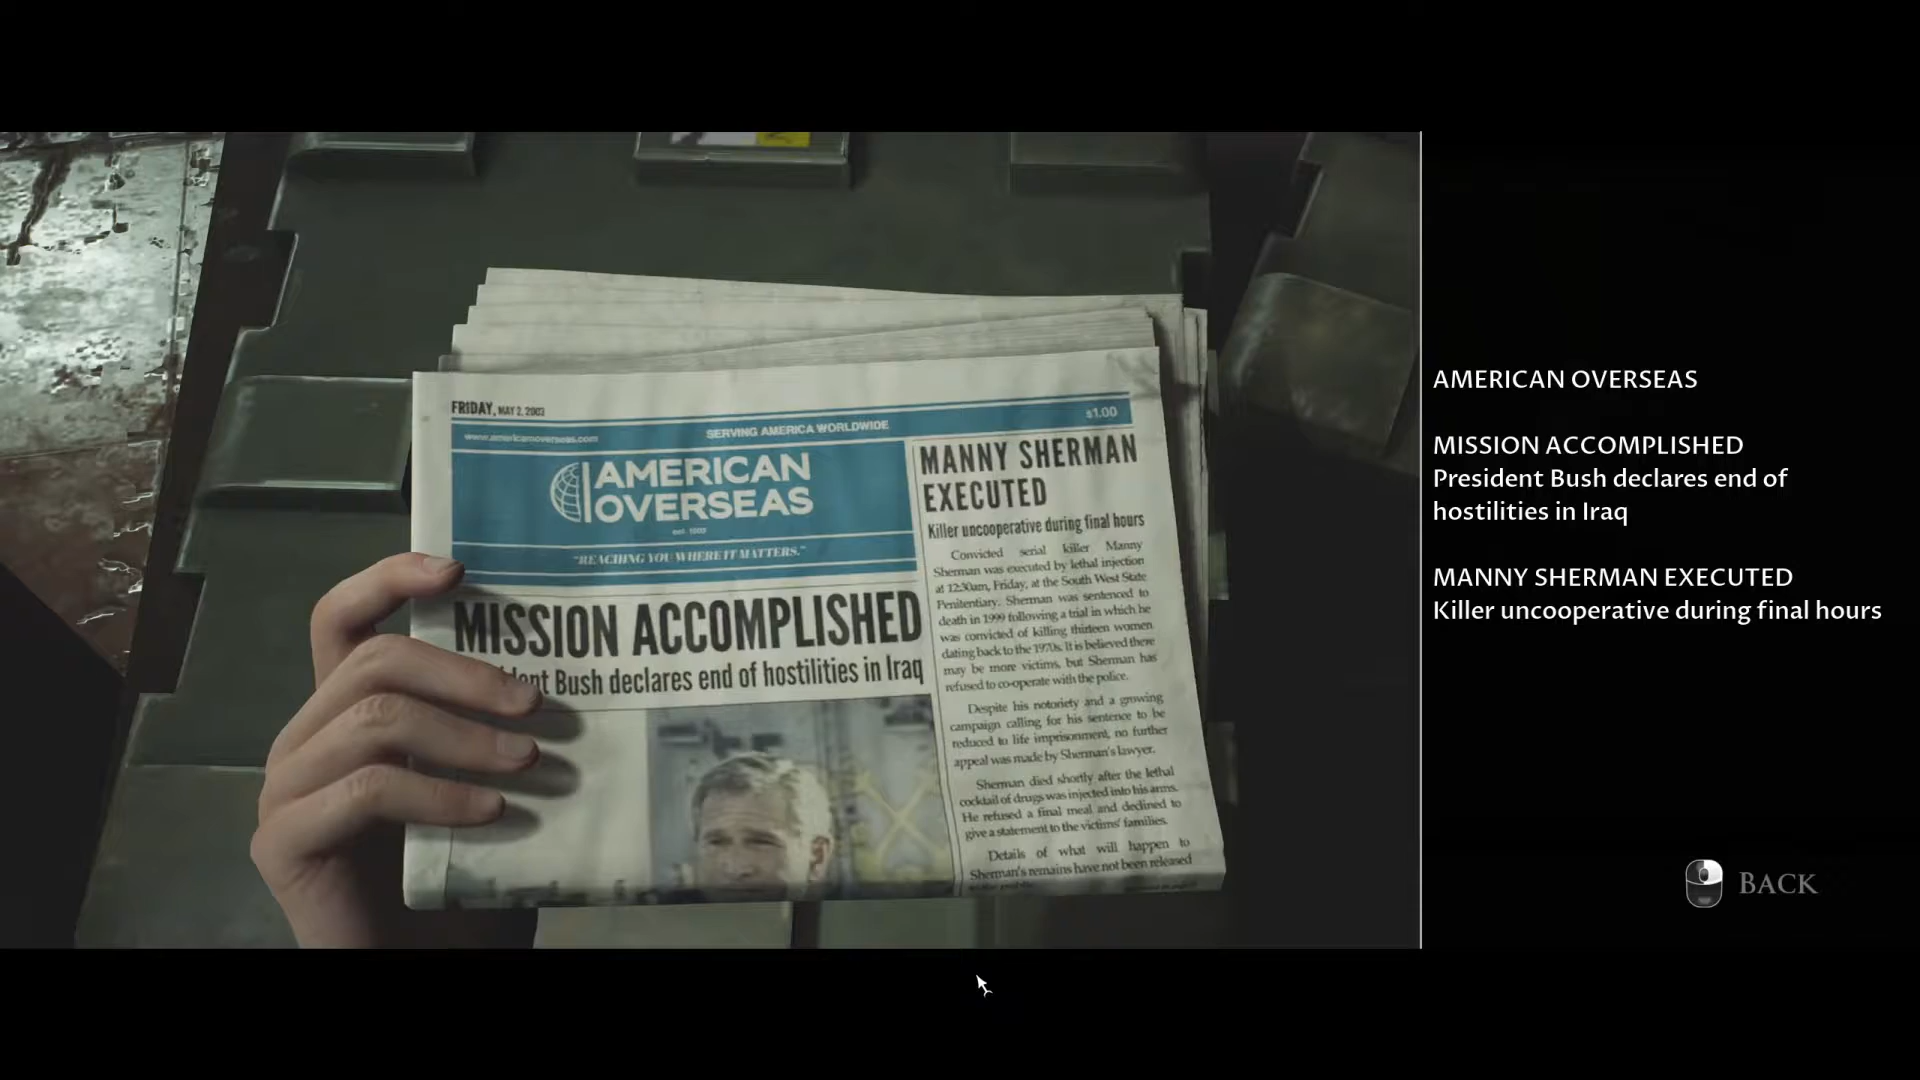 FRIDAY, MAY 2, 2003
www.americanoverseas.com
SERVING AMERICA WORLDWIDE
$1.00
AMERICAN
OVERSEAS
"REACHING YOU WHERE IT MATTERS."
MISSION ACCOMPLISHED
dent Bush declares end of hostilities in Iraq
MANNY SHERMAN
EXECUTED
Killer uncooperative during final hours
Convicted serial killer Manny
Sherman was executed by lethal injection
at 12:30am, Friday, at the South West State
Penitentiary. Sherman was sentenced to
death in 1999 following a trial in which he
was convicted of killing thirteen women
dating back to the 1970s. It is believed there
may be more victims, but Sherman has
refused to co-operate with the police.
Despite his notoriety and a growing
campaign calling for his sentence to be
reduced to life imprisonment, no further
appeal was made by Sherman's lawyer.
Sherman died shortly after the lethal
cocktail of drugs was injected into his arms.
He refused a final meal and declined to
give a statement to the victims' families.
Details of what will happen to
Sherman's remains have not been released
AMERICAN OVERSEAS
MISSION ACCOMPLISHED
President Bush declares end of
hostilities in Iraq
MANNY SHERMAN EXECUTED
Killer uncooperative during final hours
BACK